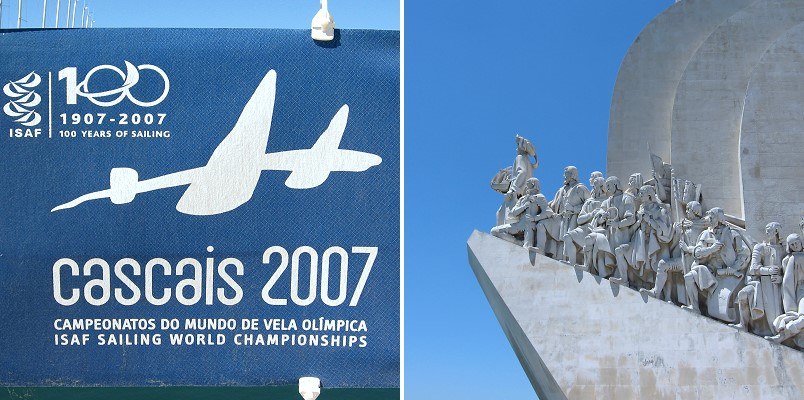 100
1907-2007
ISAF
100 YEARS OF SAILING
cascais 2007
CAMPEONATOS DO MUNDO DE VELA OLÍMPICA
ISAF SAILING WORLD CHAMPIONSHIPS